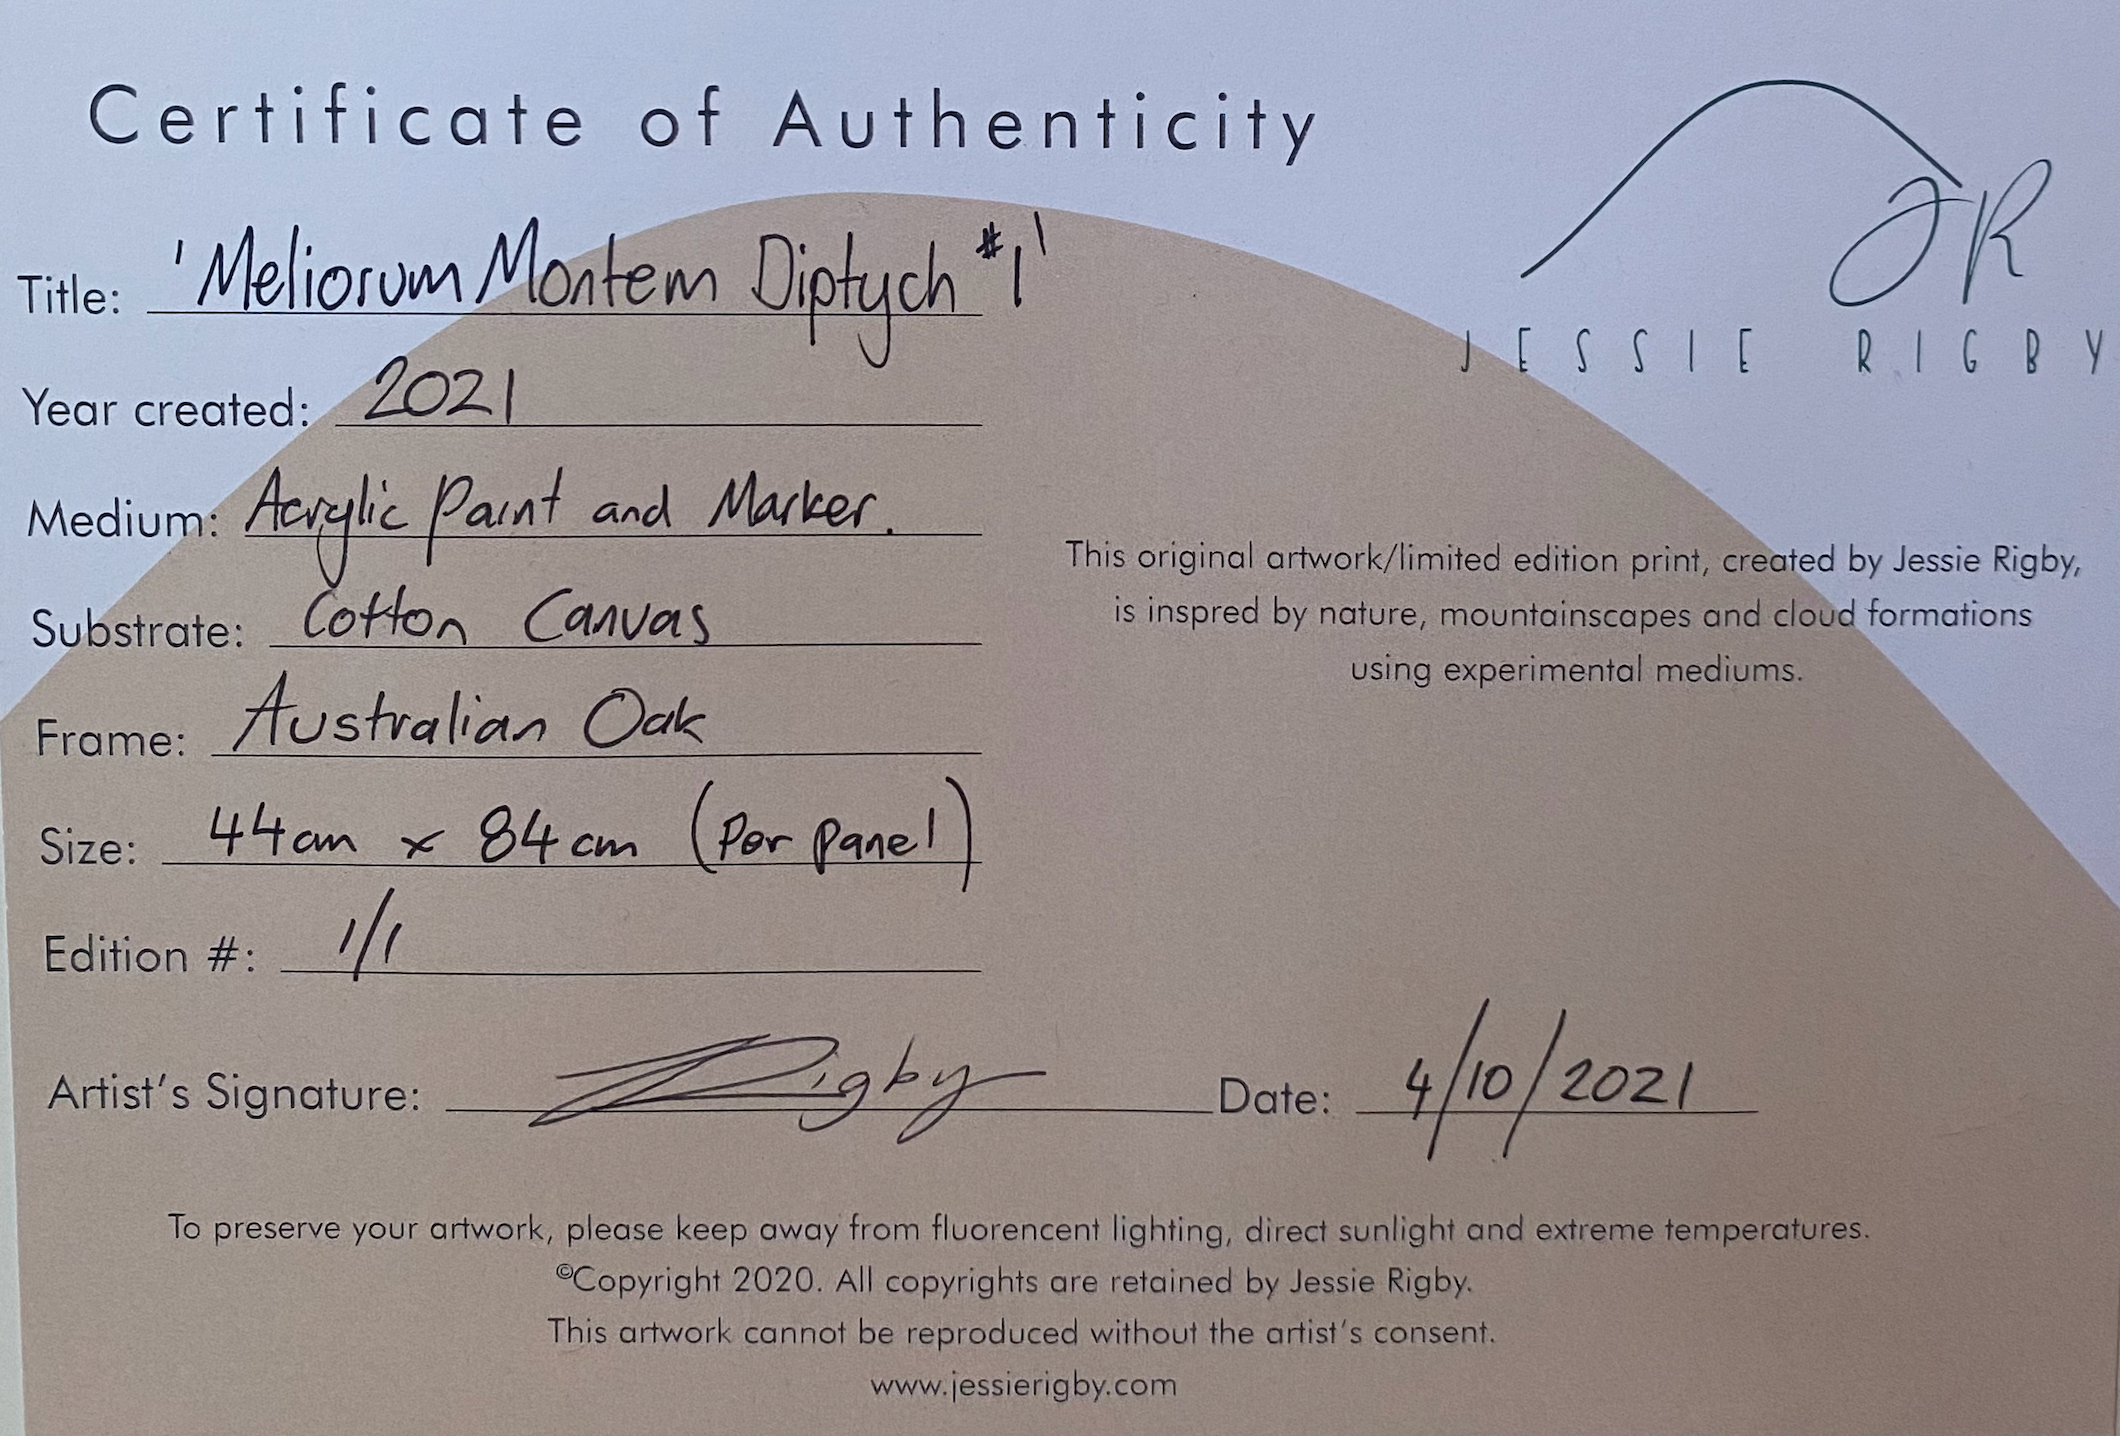 Certificate of Authenticity
JR
JESSIE RIGBY
Title: 'Meliorum Montem Diptych #1'
Year created: 2021
Medium: Acrylic Paint and Marker.
Substrate: Cotton Canvas
Frame: Australian Oak
Size: 44cm x 84cm (Per panel)
Edition #: 1/1
This original artwork/limited edition print, created by Jessie Rigby,
is inspred by nature, mountainscapes and cloud formations
using experimental mediums.
Artist's Signature: Rigby Date: 4/10/2021
To preserve your artwork, please keep away from fluorencent lighting, direct sunlight and extreme temperatures.
©Copyright 2020. All copyrights are retained by Jessie Rigby.
This artwork cannot be reproduced without the artist's consent.
www.jessierigby.com